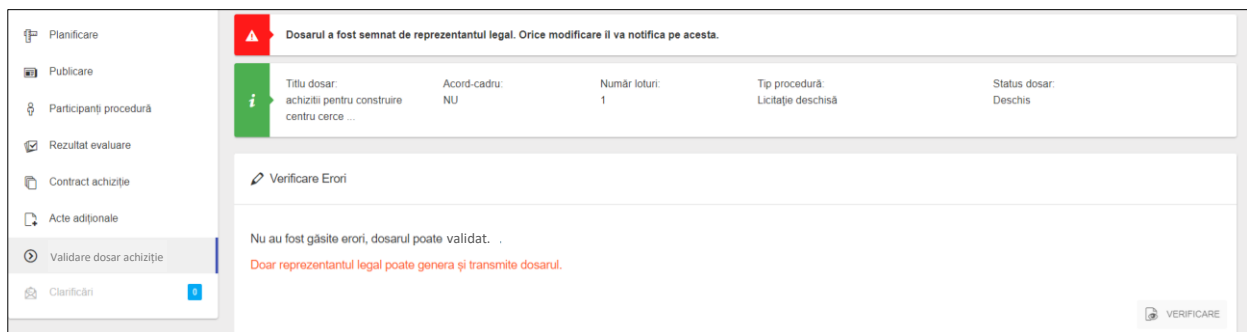 Planificare
Publicare
Participanți procedură
Rezultat evaluare
Contract achiziție
Acte adiționale
Validare dosar achiziție
Clarificări 0
Dosarul a fost semnat de reprezentantul legal. Orice modificare îl va notifica pe acesta.
Titlu dosar: Acord-cadru: Număr loturi: Tip procedură: Status dosar:
achizitii pentru construire NU 1 Licitație deschisă Deschis
centru cerce ...
Verificare Erori
Nu au fost găsite erori, dosarul poate validat. .
Doar reprezentantul legal poate genera și transmite dosarul.
VERIFICARE